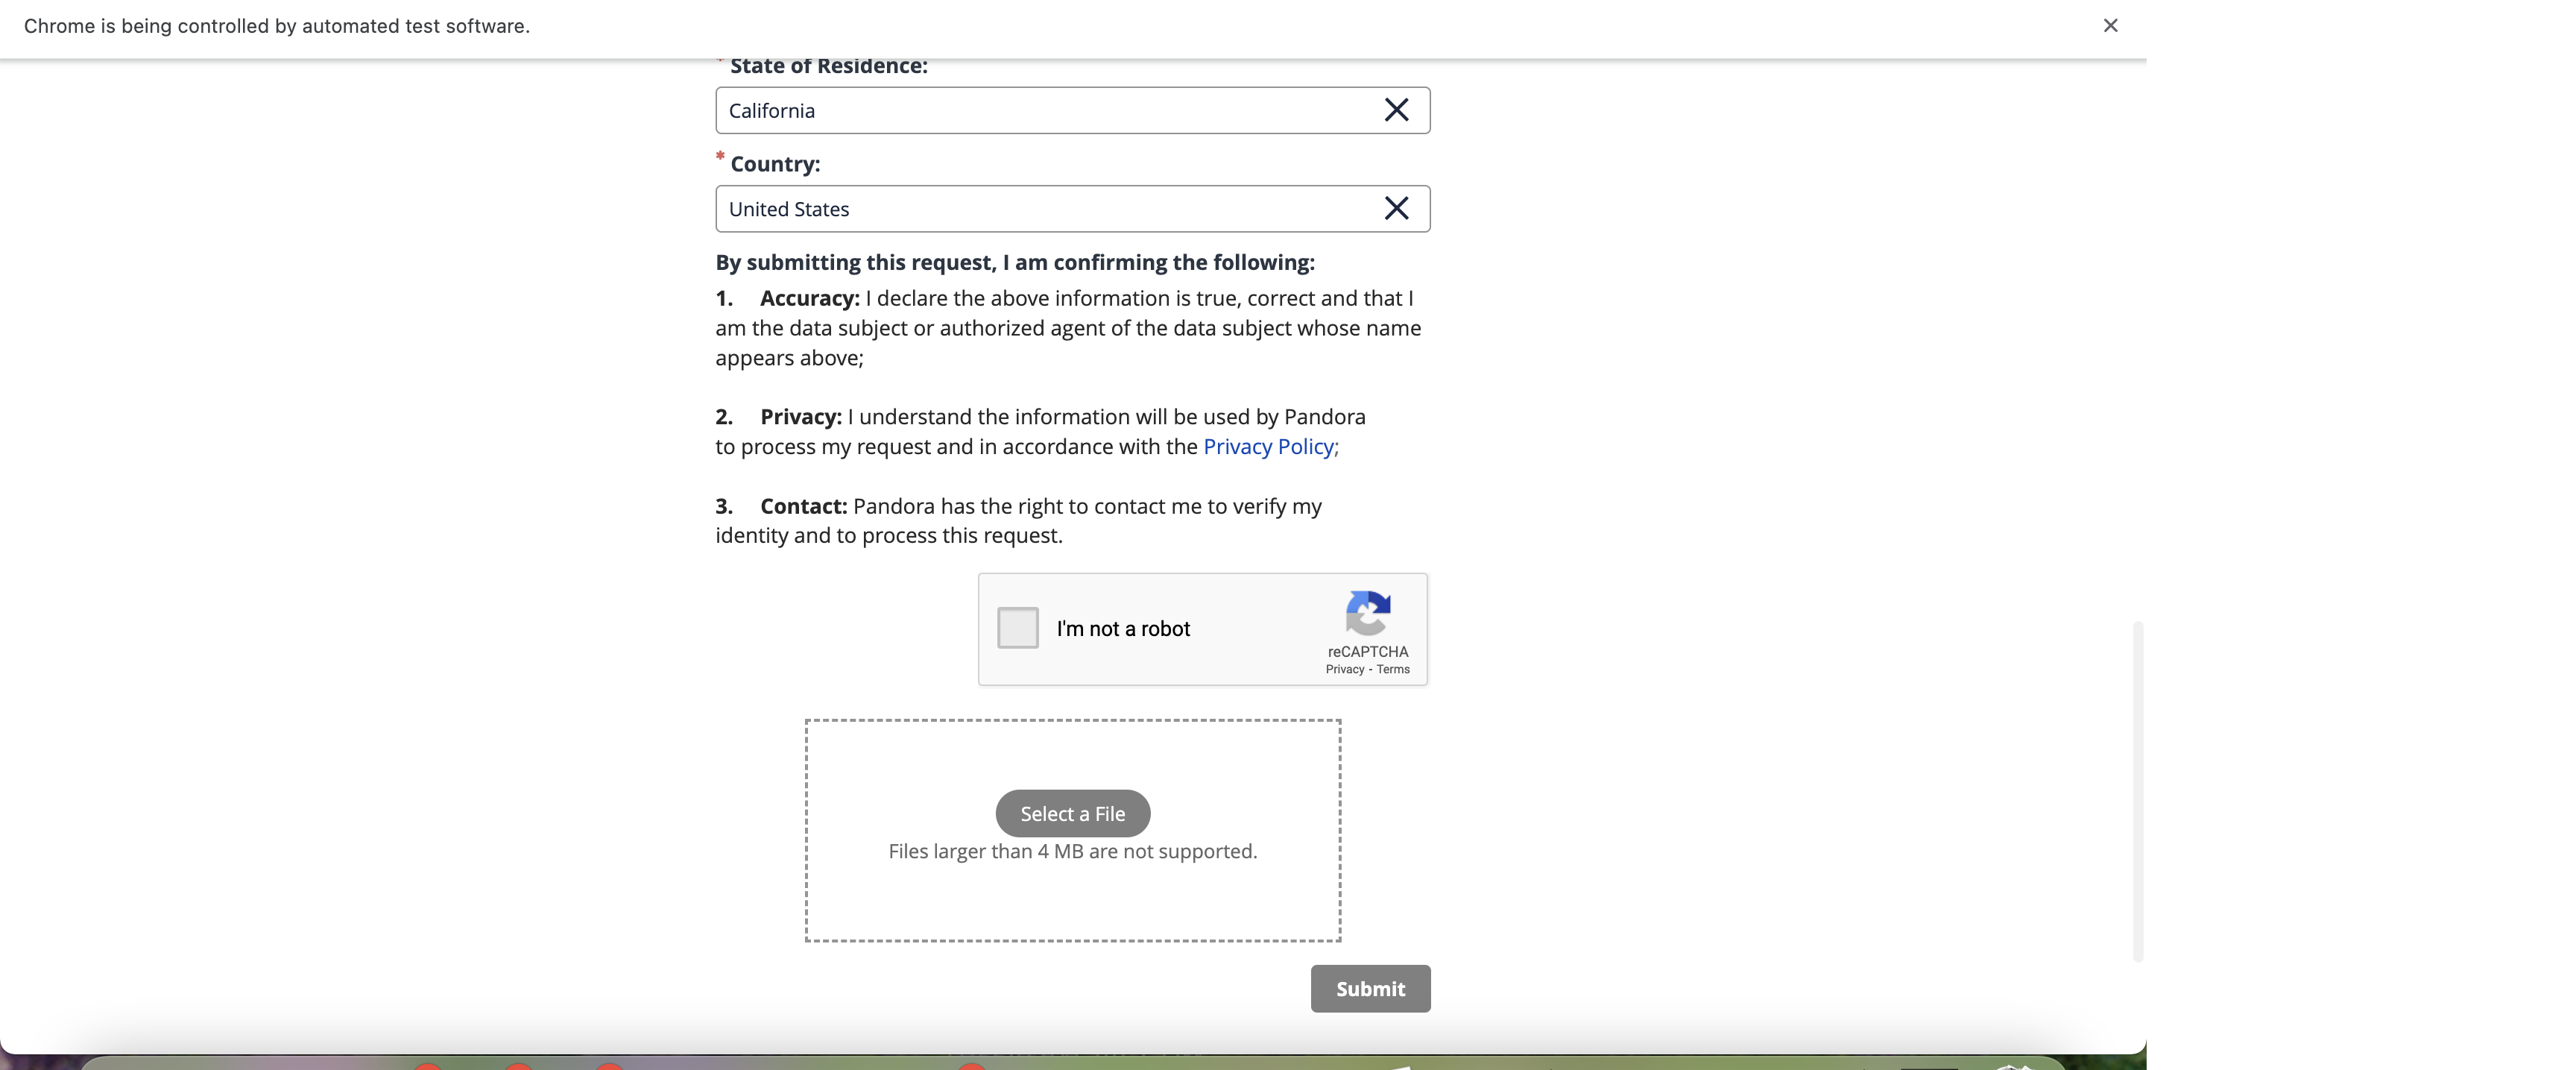 Chrome is being controlled by automated test software.
* State of Residence:
California
* Country:
United States
By submitting this request, I am confirming the following:
1. Accuracy: I declare the above information is true, correct and that I
am the data subject or authorized agent of the data subject whose name
appears above;
2. Privacy: I understand the information will be used by Pandora
to process my request and in accordance with the Privacy Policy;
3. Contact: Pandora has the right to contact me to verify my
identity and to process this request.
I'm not a robot
reCAPTCHA
Privacy - Terms
Select a File
Files larger than 4 MB are not supported.
Submit